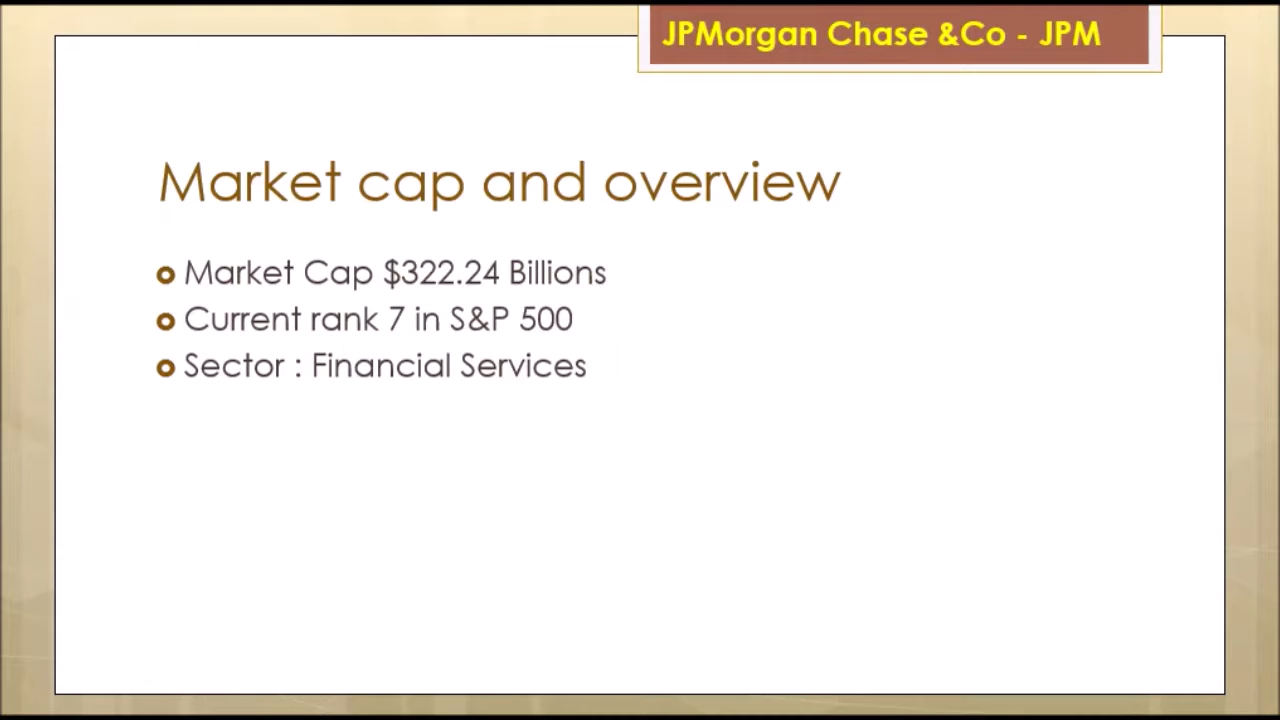 JPMorgan Chase &Co - JPM
Market cap and overview
Market Cap $322.24 Billions
Current rank 7 in S&P 500
Sector : Financial Services